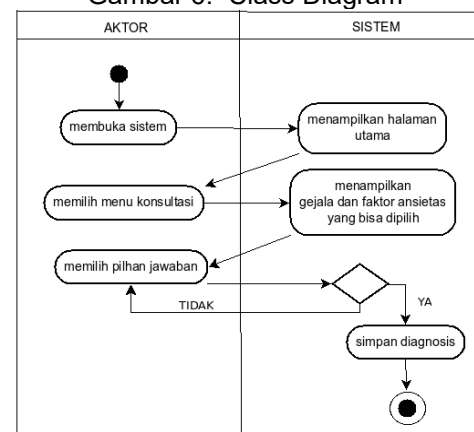 Gambar 6. Class Diagram
AKTOR
SISTEM
membuka sistem
menampilkan halaman
utama
memilih menu konsultasi
menampilkan
gejala dan faktor ansietas
yang bisa dipilih
memilih pilhan jawaban
TIDAK
YA
simpan diagnosis